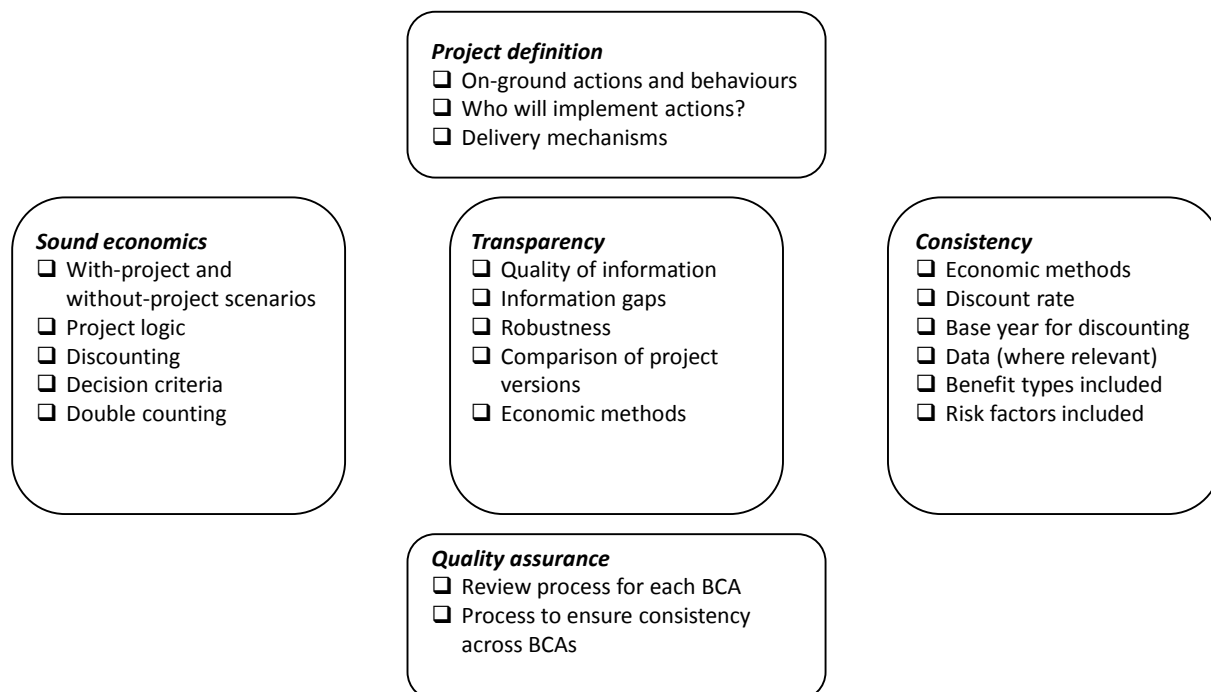 Project definition
❑ On-ground actions and behaviours
❑ Who will implement actions?
❑ Delivery mechanisms
Sound economics
❑ With-project and
without-project scenarios
❑ Project logic
❑ Discounting
❑ Decision criteria
❑ Double counting
Transparency
❑ Quality of information
❑ Information gaps
❑ Robustness
❑ Comparison of project
versions
❑ Economic methods
Consistency
❑ Economic methods
❑ Discount rate
❑ Base year for discounting
❑ Data (where relevant)
❑ Benefit types included
❑ Risk factors included
Quality assurance
❑ Review process for each BCA
❑ Process to ensure consistency
across BCAs